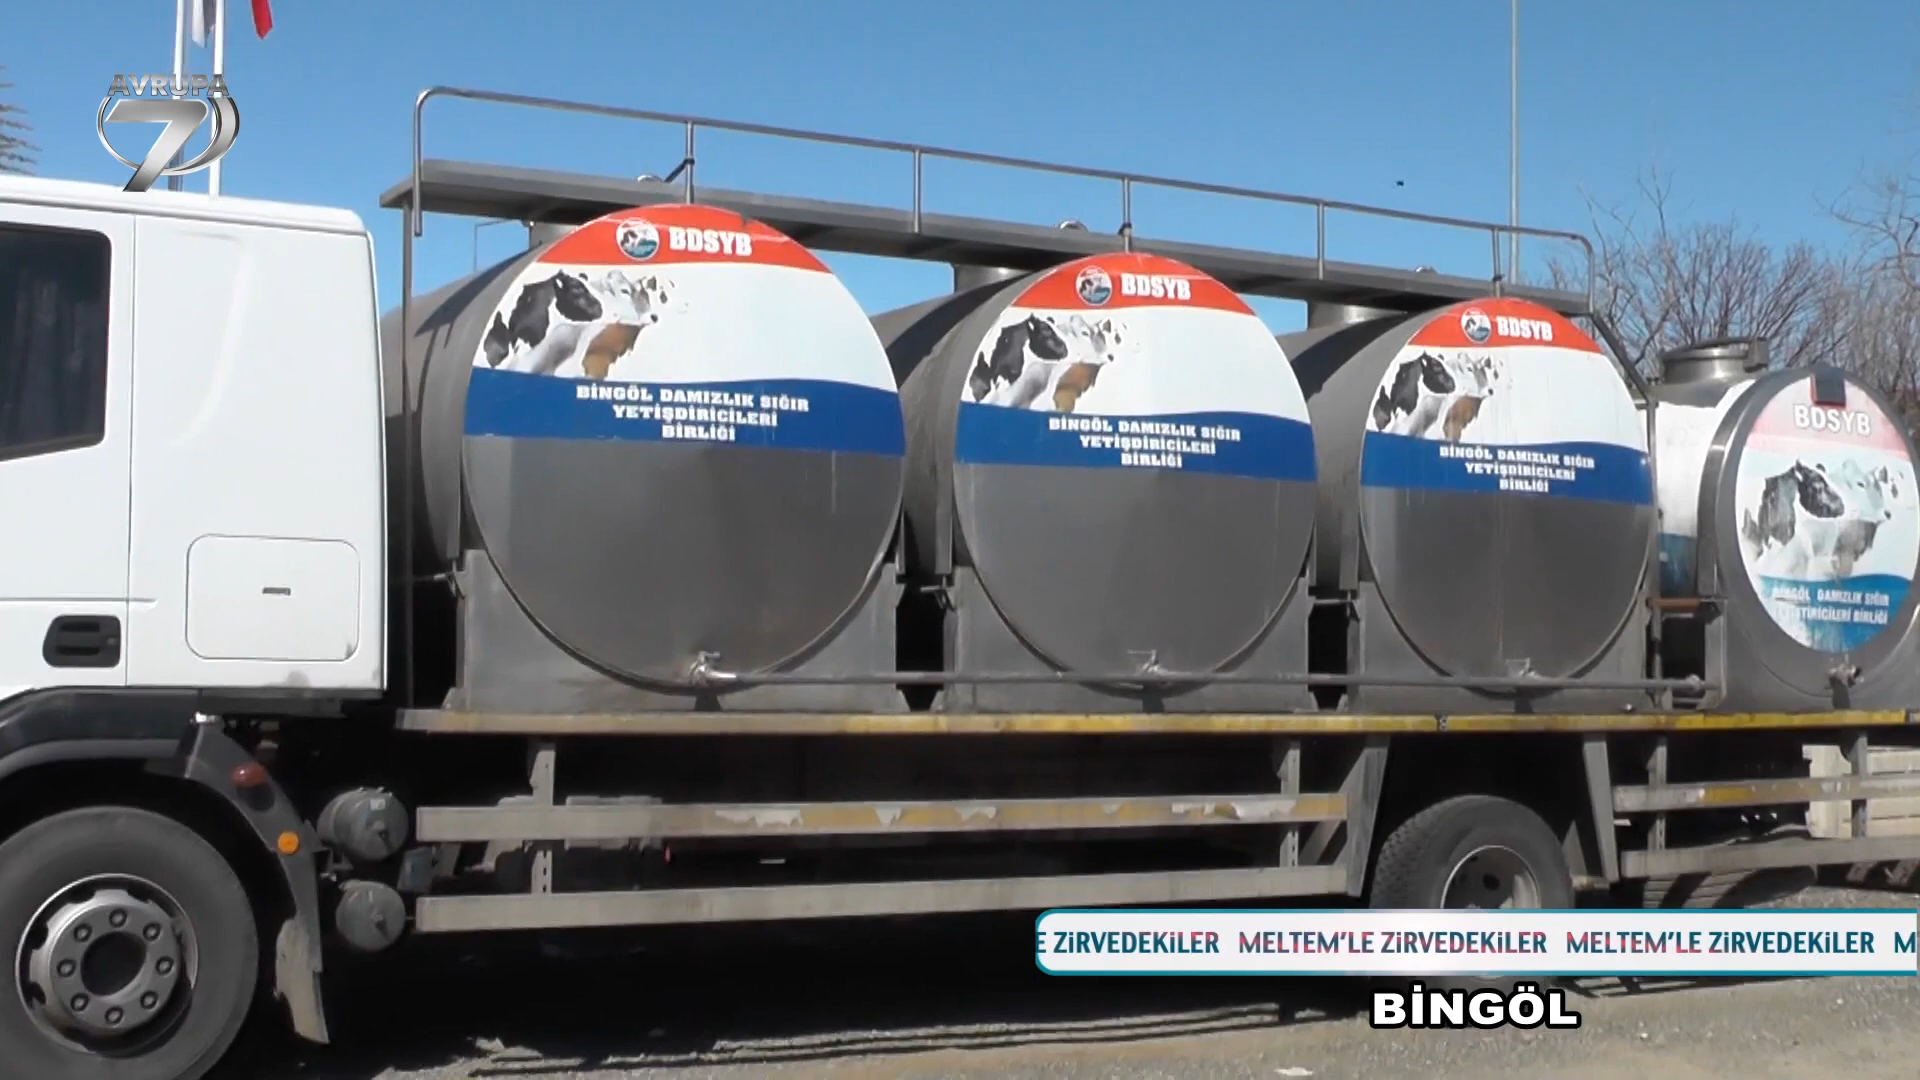 AVRUPA
7
BDSYB
BİNGÖL DAMIZLIK SIĞIR
YETİŞDİRİCİLERİ
BİRLİĞİ
BDSYB
BİNGÖL DAMIZLIK SIĞIR
YETİŞDİRİCİLERİ
BİRLİĞİ
BDSYB
BİNGÖL DAMIZLIK SIĞIR
YETİŞDİRİCİLERİ
BİRLİĞİ
BDSYB
BİNGÖL DAMIZLIK SIĞIR
YETİŞTİRİCİLERİ BİRLİĞİ
E ZİRVEDEKİLER MELTEM'LE ZİRVEDEKİLER MELTEM'LE ZİRVEDEKİLER M
BİNGÖL